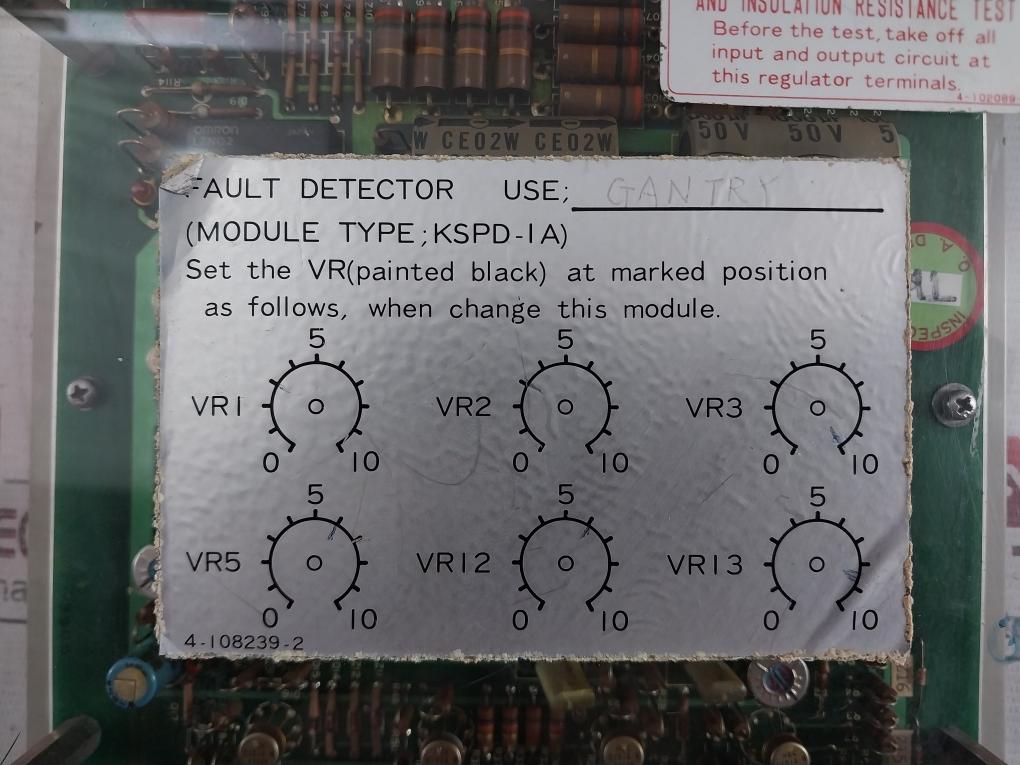 AND INSULATION RESISTANCE TEST
Before the test, take off all
input and output circuit at
this regulator terminals.
4-102089
R114
OMRON
W CE02W CE02W
50V 50V 5
FAULT DETECTOR USE; GANTRY
(MODULE TYPE; KSPD-1A)
Set the VR(painted black) at marked position
as follows, when change this module.
5 5 5
VR1 VR2 VR3
0 10 0 10 0 10
5 5 5
VR5 VR12 VR13
0 10 0 10 0 10
4-108239-2
INSPEC